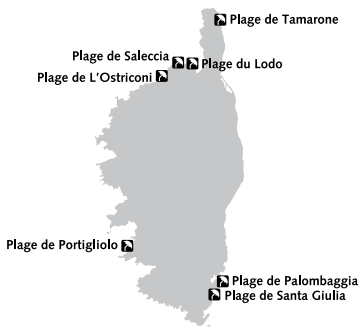 Plage de Tamarone
Plage de Saleccia
Plage du Lodo
Plage de L'Ostriconi
Plage de Portigliolo
Plage de Palombaggia
Plage de Santa Giulia